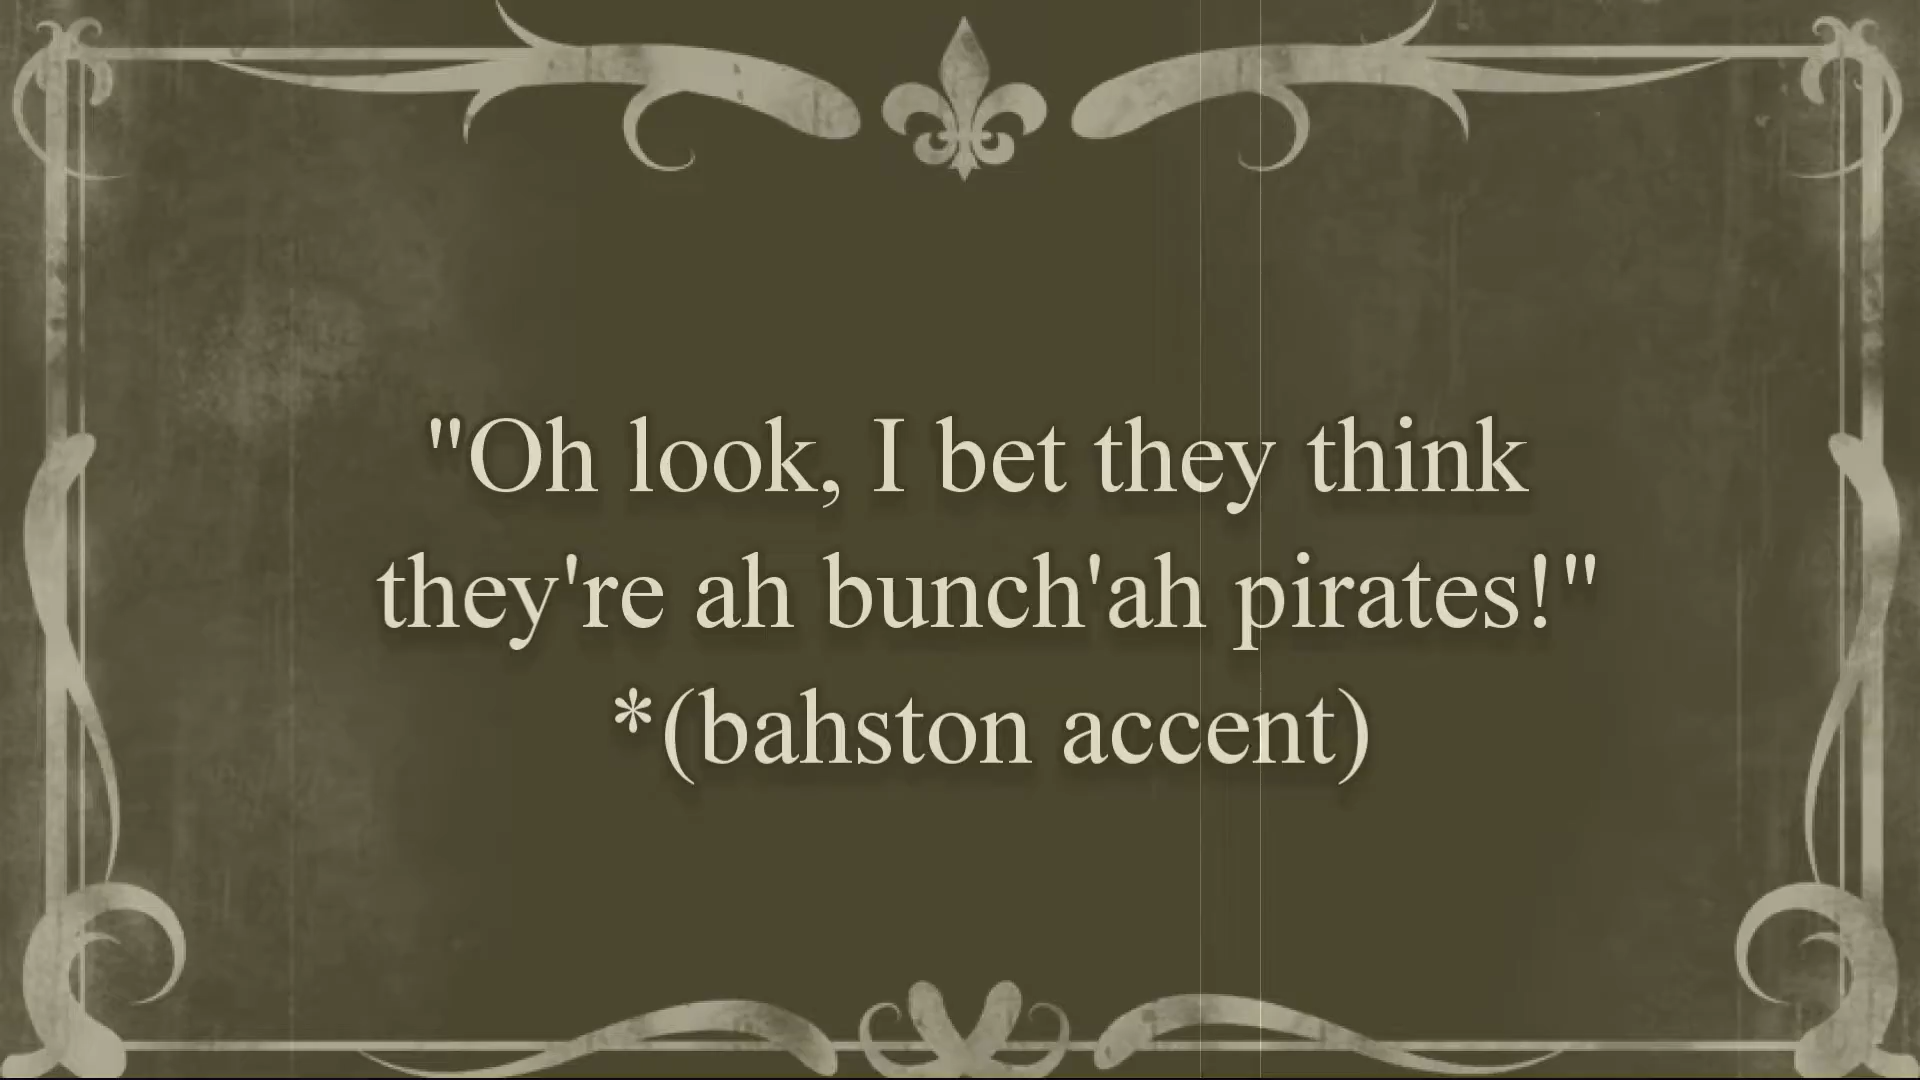 "Oh look, I bet they think
they're ah bunch'ah pirates!"
*(bahston accent)